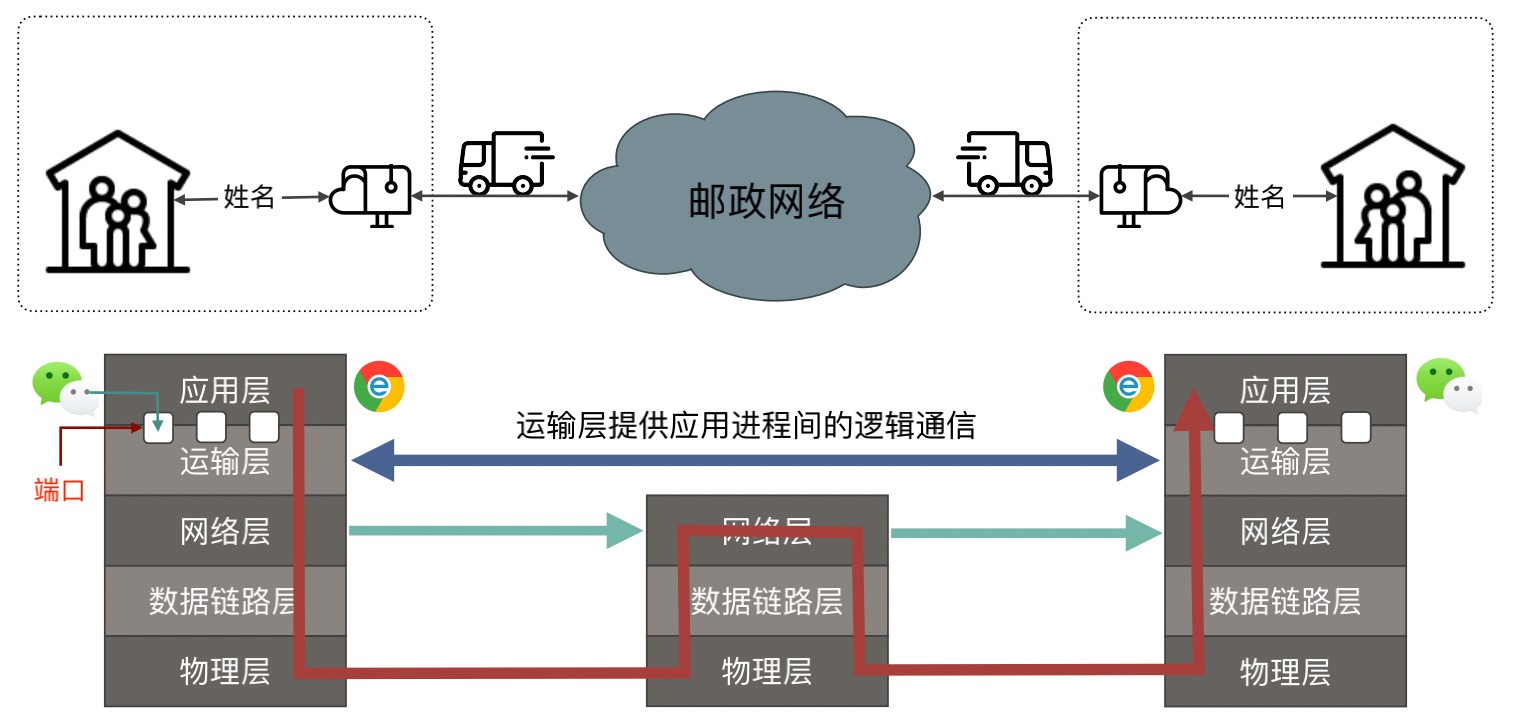 姓名
邮政网络
姓名
应用层
运输层
网络层
数据链路层
物理层
端口
运输层提供应用进程间的逻辑通信
网络层
数据链路层
物理层
应用层
运输层
网络层
数据链路层
物理层